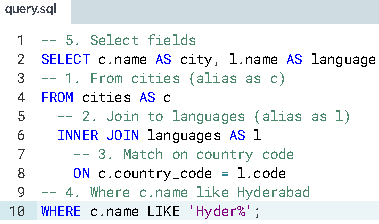 query.sql
1 -- 5. Select fields
2 SELECT c.name AS city, l.name AS language
3 -- 1. From cities (alias as c)
4 FROM cities AS c
5   -- 2. Join to languages (alias as l)
6   INNER JOIN languages AS l
7     -- 3. Match on country code
8     ON c.country_code = l.code
9 -- 4. Where c.name like Hyderabad
10 WHERE c.name LIKE 'Hyder%';